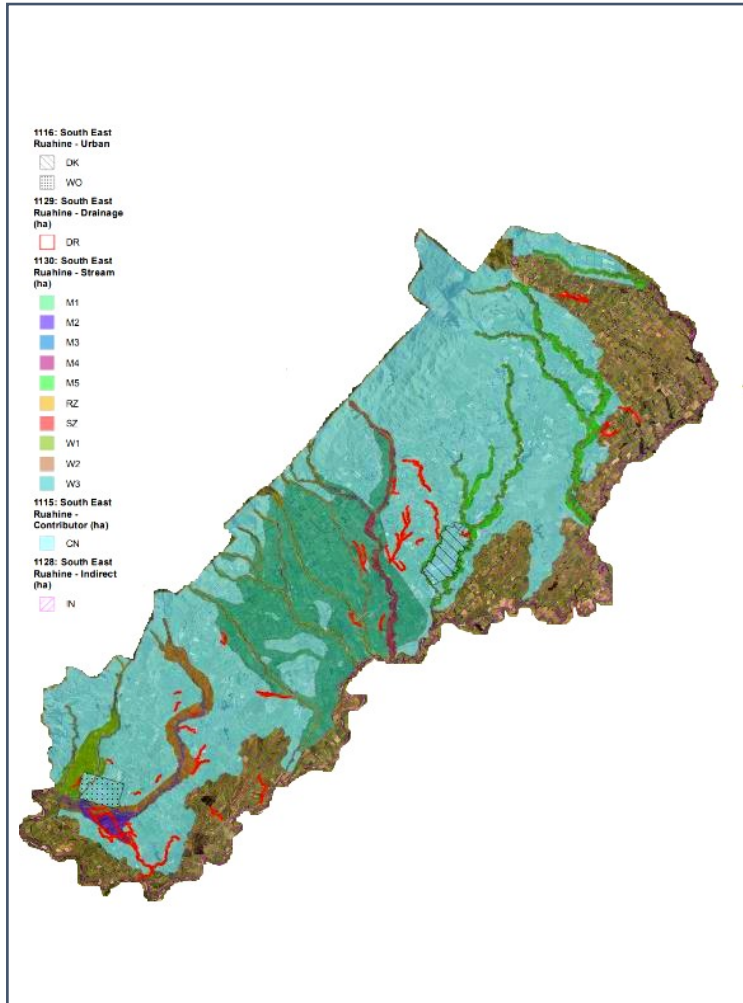 1116: South East
Ruahine - Urban
DK
WO
1129: South East
Ruahine - Drainage
(ha)
DR
1130: South East
Ruahine - Stream
(ha)
M1
M2
M3
M4
M5
RZ
SZ
W1
W2
W3
1115: South East
Ruahine -
Contributor (ha)
CN
1128: South East
Ruahine - Indirect
(ha)
IN